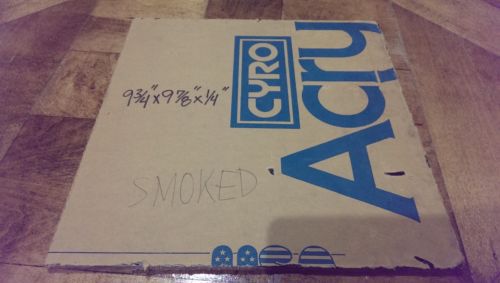 9 3/4" x 9 7/8" x 1/4"
SMOKED
CYRO
Acry